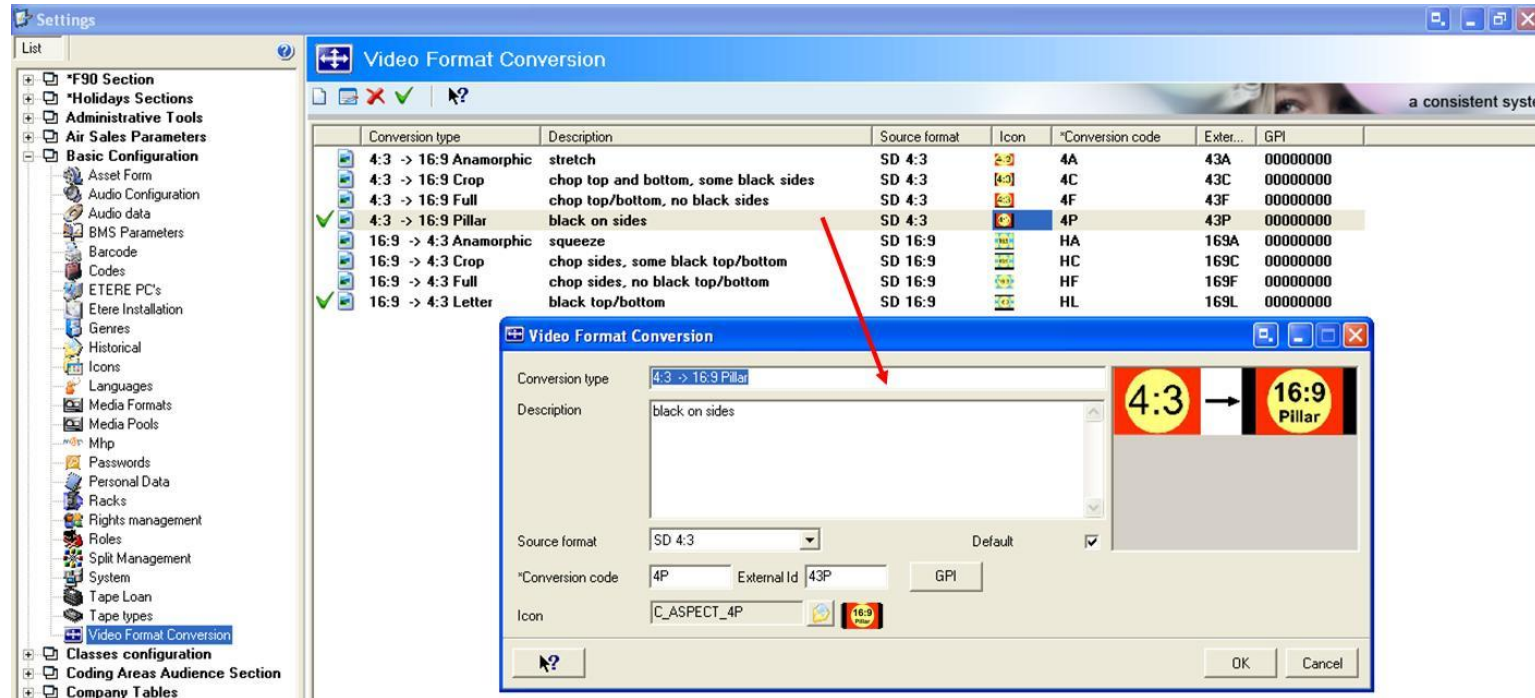 Settings
List
Video Format Conversion
a consistent syste
*F90 Section
*Holidays Sections
Administrative Tools
Air Sales Parameters
Basic Configuration
Asset Form
Audio Configuration
Audio data
BMS Parameters
Barcode
Codes
ETERE PC's
Etere Installation
Genres
Historical
Icons
Languages
Media Formats
Media Pools
Mhp
Passwords
Personal Data
Racks
Rights management
Roles
Split Management
System
Tape Loan
Tape types
Video Format Conversion
Classes configuration
Coding Areas Audience Section
Company Tables
Conversion type Description Source format Icon *Conversion code Exter... GPI
4:3 -> 16:9 Anamorphic stretch SD 4:3 4A 43A 00000000
4:3 -> 16:9 Crop chop top and bottom, some black sides SD 4:3 4C 43C 00000000
4:3 -> 16:9 Full chop top/bottom, no black sides SD 4:3 4F 43F 00000000
4:3 -> 16:9 Pillar black on sides SD 4:3 4P 43P 00000000
16:9 -> 4:3 Anamorphic squeeze SD 16:9 HA 169A 00000000
16:9 -> 4:3 Crop chop sides, some black top/bottom SD 16:9 HC 169C 00000000
16:9 -> 4:3 Full chop sides, no black top/bottom SD 16:9 HF 169F 00000000
16:9 -> 4:3 Letter black top/bottom SD 16:9 HL 169L 00000000
Video Format Conversion
Conversion type 4:3 -> 16:9 Pillar
Description black on sides
4:3 16:9
Pillar
Source format SD 4:3 Default
*Conversion code 4P External Id 43P GPI
Icon C_ASPECT_4P 16:9
Pillar
OK Cancel